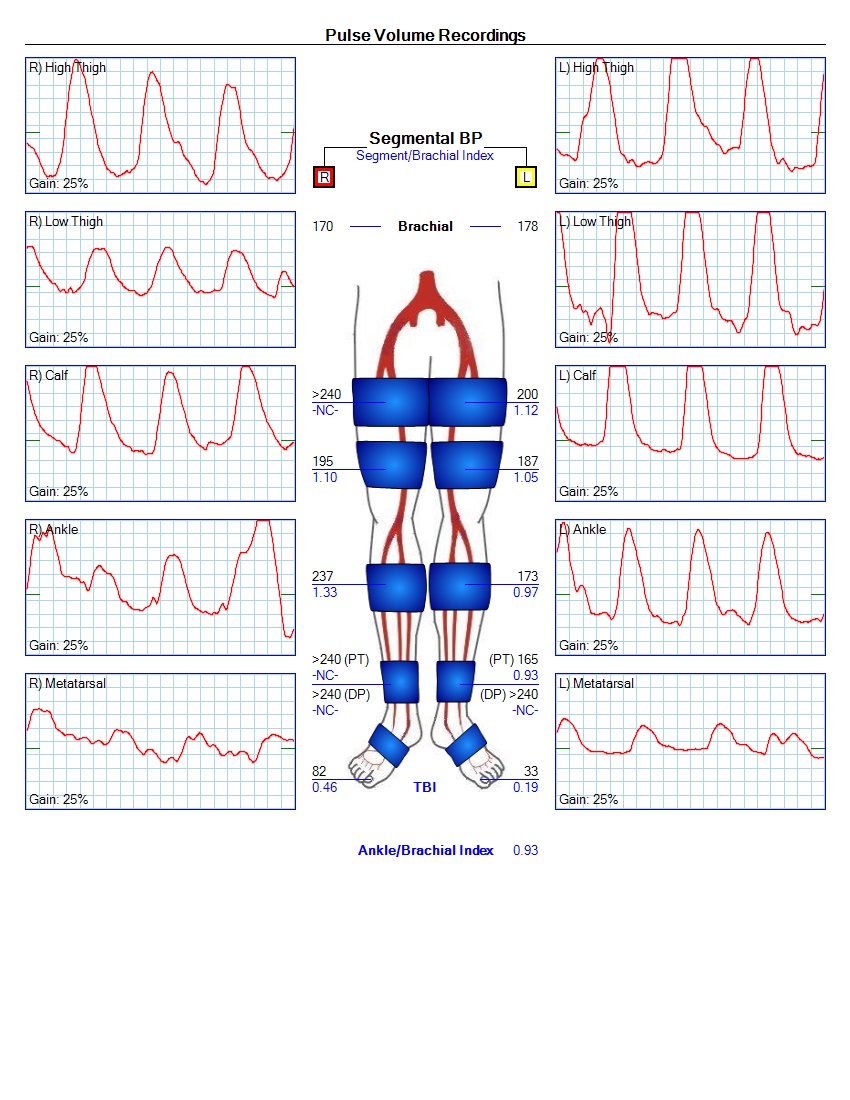 Pulse Volume Recordings
R) High Thigh
Gain: 25%
R) Low Thigh
Gain: 25%
R) Calf
Gain: 25%
R) Ankle
Gain: 25%
R) Metatarsal
Gain: 25%
Segmental BP
Segment/Brachial Index
R L
170 Brachial 178
>240 200
-NC- 1.12
195 187
1.10 1.05
237 173
1.33 0.97
>240 (PT) (PT) 165
-NC- 0.93
>240 (DP) (DP) >240
-NC- -NC-
82 33
0.46 TBI 0.19
Ankle/Brachial Index 0.93
L) High Thigh
Gain: 25%
L) Low Thigh
Gain: 25%
L) Calf
Gain: 25%
L) Ankle
Gain: 25%
L) Metatarsal
Gain: 25%